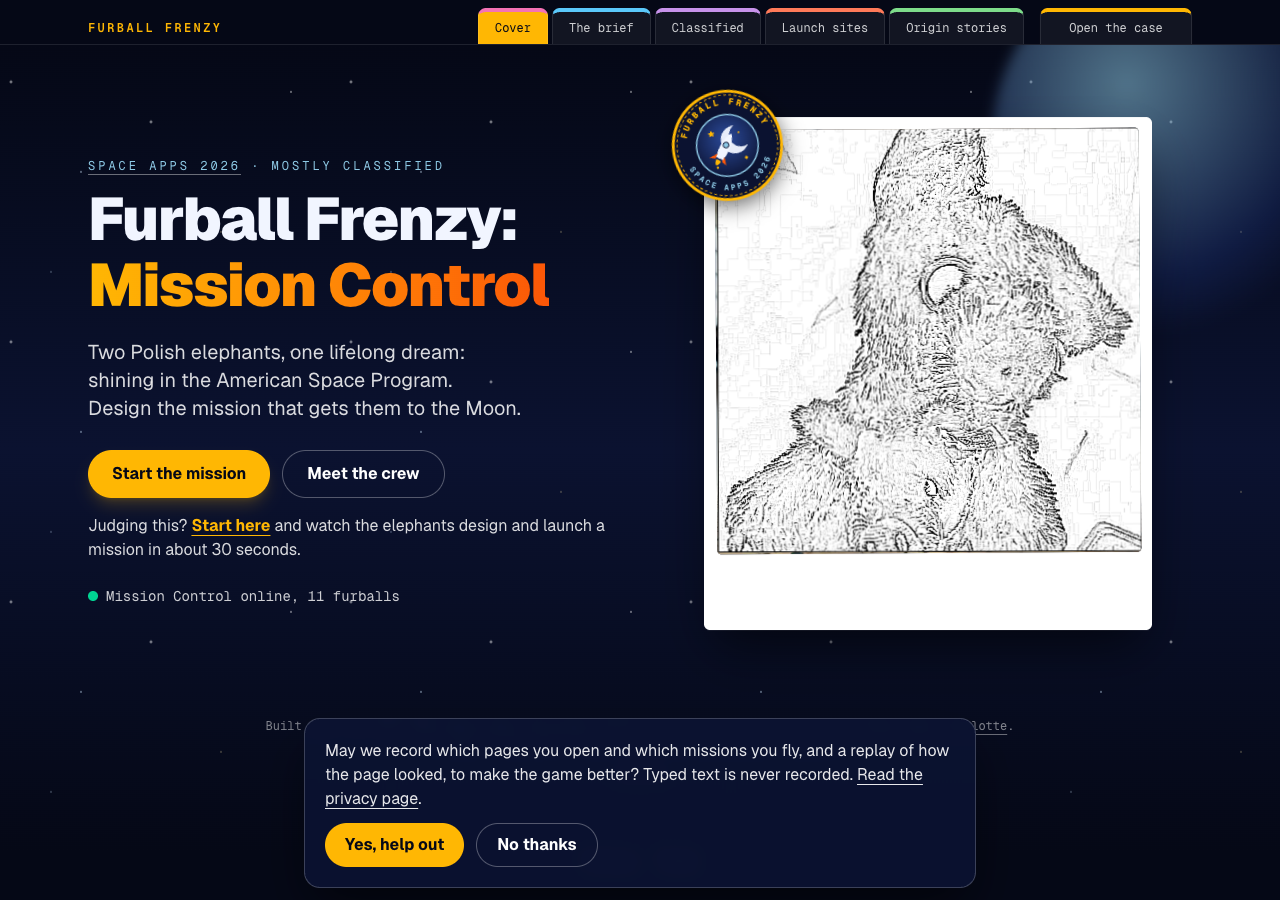 FURBALL FRENZY
Cover
The brief
Classified
Launch sites
Origin stories
Open the case
FURBALL FRENZY
SPACE APPS 2026
SPACE APPS 2026 · MOSTLY CLASSIFIED
Furball Frenzy:
Mission Control
Two Polish elephants, one lifelong dream:
shining in the American Space Program.
Design the mission that gets them to the Moon.
Start the mission
Meet the crew
Judging this? Start here and watch the elephants design and launch a
mission in about 30 seconds.
Mission Control online, 11 furballs
Built
May we record which pages you open and which missions you fly, and a replay of how
the page looked, to make the game better? Typed text is never recorded. Read the
privacy page.
Yes, help out
No thanks